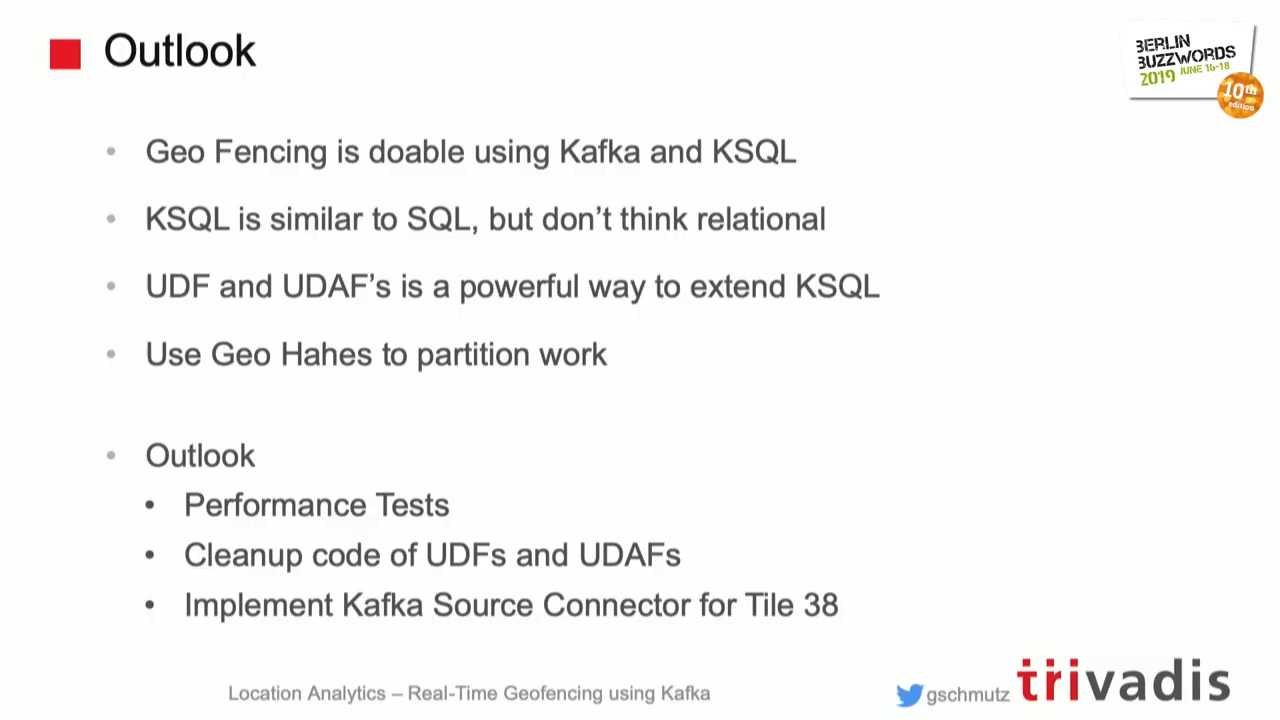 Outlook
BERLIN
BUZZWORDS
2019 JUNE 16-18
10th
edition
• Geo Fencing is doable using Kafka and KSQL
• KSQL is similar to SQL, but don’t think relational
• UDF and UDAF’s is a powerful way to extend KSQL
• Use Geo Hahes to partition work
• Outlook
• Performance Tests
• Cleanup code of UDFs and UDAFs
• Implement Kafka Source Connector for Tile 38
Location Analytics – Real-Time Geofencing using Kafka
gschmutz
trivadis